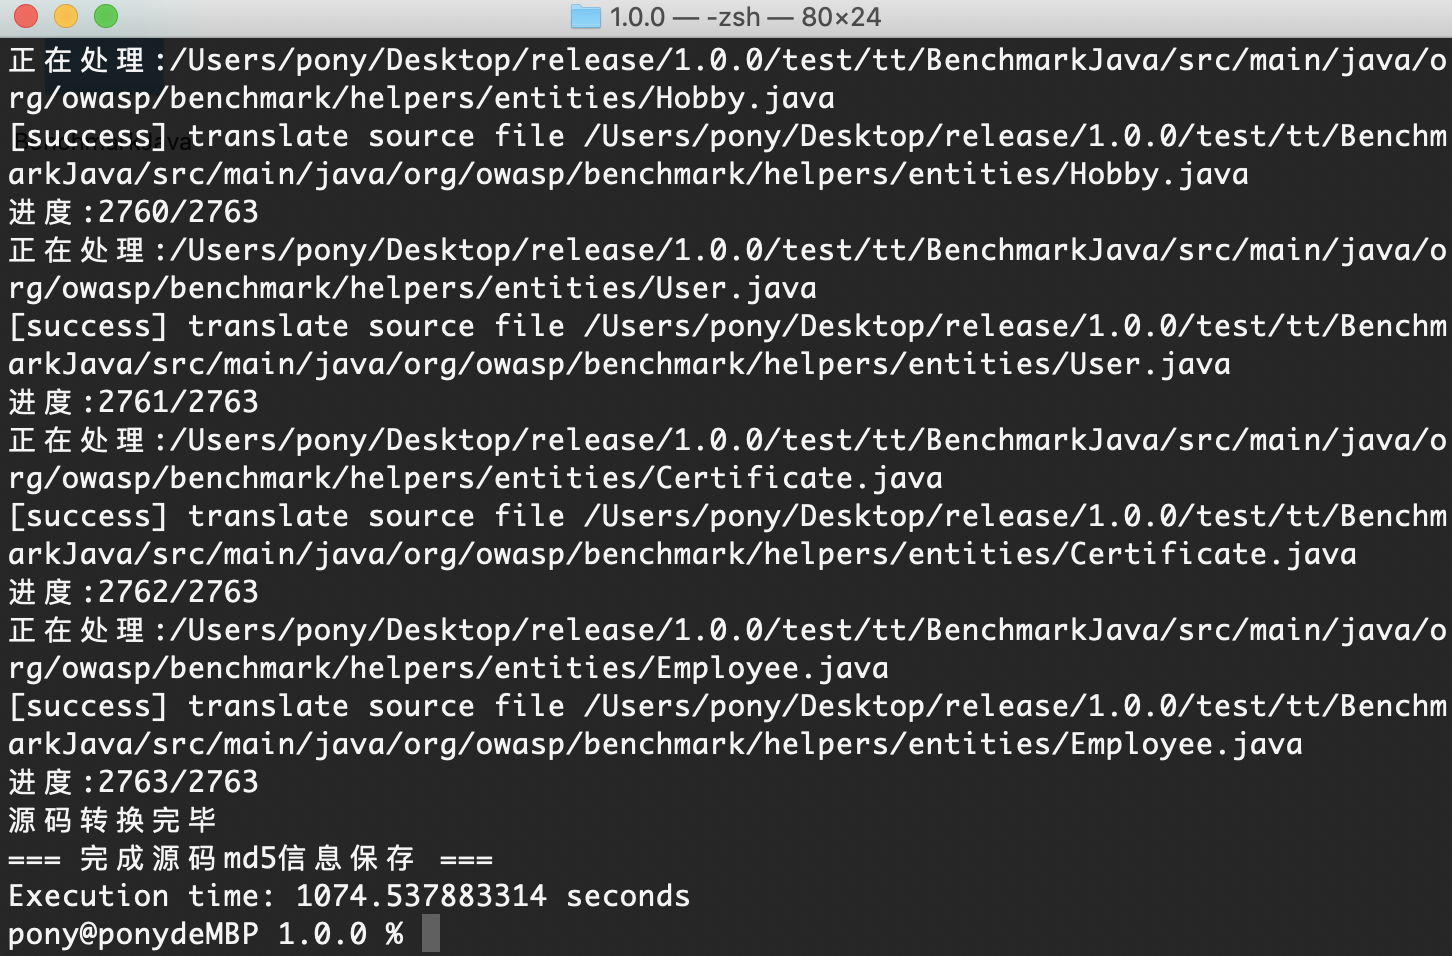 1.0.0 — -zsh — 80×24
正在处理:/Users/pony/Desktop/release/1.0.0/test/tt/BenchmarkJava/src/main/java/o
rg/owasp/benchmark/helpers/entities/Hobby.java
[success] translate source file /Users/pony/Desktop/release/1.0.0/test/tt/Benchm
arkJava/src/main/java/org/owasp/benchmark/helpers/entities/Hobby.java
进度:2760/2763
正在处理:/Users/pony/Desktop/release/1.0.0/test/tt/BenchmarkJava/src/main/java/o
rg/owasp/benchmark/helpers/entities/User.java
[success] translate source file /Users/pony/Desktop/release/1.0.0/test/tt/Benchm
arkJava/src/main/java/org/owasp/benchmark/helpers/entities/User.java
进度:2761/2763
正在处理:/Users/pony/Desktop/release/1.0.0/test/tt/BenchmarkJava/src/main/java/o
rg/owasp/benchmark/helpers/entities/Certificate.java
[success] translate source file /Users/pony/Desktop/release/1.0.0/test/tt/Benchm
arkJava/src/main/java/org/owasp/benchmark/helpers/entities/Certificate.java
进度:2762/2763
正在处理:/Users/pony/Desktop/release/1.0.0/test/tt/BenchmarkJava/src/main/java/o
rg/owasp/benchmark/helpers/entities/Employee.java
[success] translate source file /Users/pony/Desktop/release/1.0.0/test/tt/Benchm
arkJava/src/main/java/org/owasp/benchmark/helpers/entities/Employee.java
进度:2763/2763
源码转换完毕
=== 完成源码md5信息保存 ===
Execution time: 1074.537883314 seconds
pony@ponydeMBP 1.0.0 %